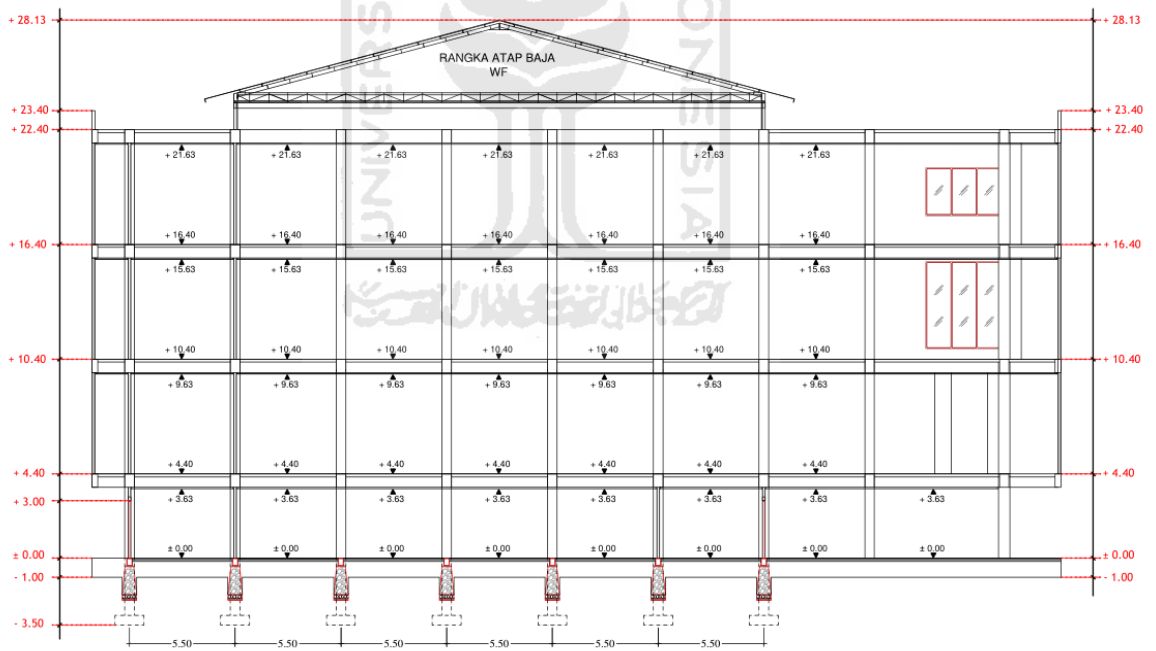 + 28.13 + 28.13
RANGKA ATAP BAJA
WF
UNIVERS
ONESIA
+ 23.40 + 23.40
+ 22.40 + 22.40
+ 21.63 + 21.63 + 21.63 + 21.63 + 21.63 + 21.63 + 21.63
+ 16.40 + 16.40 + 16.40 + 16.40 + 16.40 + 16.40 + 16.40
+ 16.40 + 16.40
+ 15.63 + 15.63 + 15.63 + 15.63 + 15.63 + 15.63 + 15.63
+ 10.40 + 10.40 + 10.40 + 10.40 + 10.40 + 10.40 + 10.40
+ 10.40 + 10.40
+ 9.63 + 9.63 + 9.63 + 9.63 + 9.63 + 9.63 + 9.63
+ 4.40 + 4.40 + 4.40 + 4.40 + 4.40 + 4.40 + 4.40
+ 4.40 + 4.40
+ 3.00 + 3.63 + 3.63 + 3.63 + 3.63 + 3.63 + 3.63 + 3.63 + 3.63
± 0.00 ± 0.00 ± 0.00 ± 0.00 ± 0.00 ± 0.00 ± 0.00 ± 0.00
± 0.00 ± 0.00
- 1.00 - 1.00
- 3.50
5.50 5.50 5.50 5.50 5.50 5.50